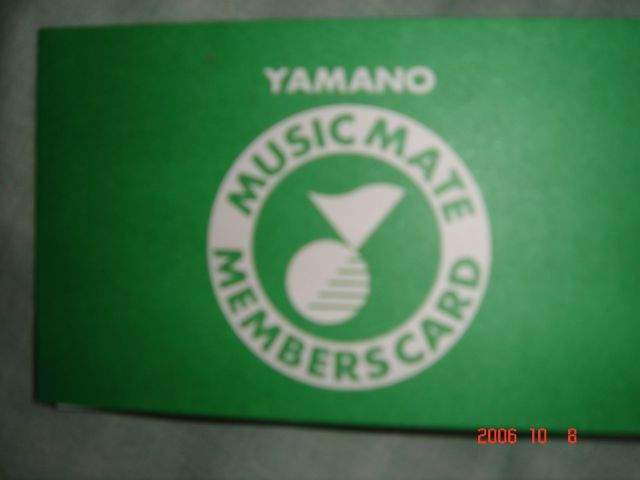 YAMANO
MUSIC MATE
MEMBERS CARD
2006 10 8